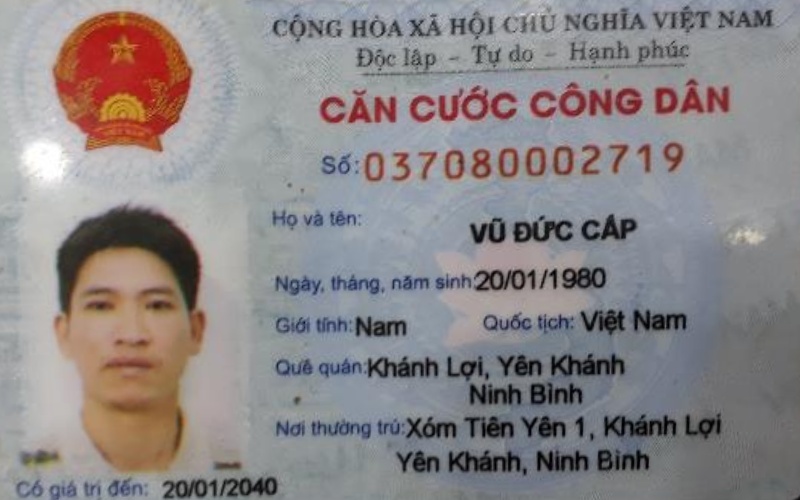 CỘNG HÒA XÃ HỘI CHỦ NGHĨA VIỆT NAM
Độc lập - Tự do - Hạnh phúc
CĂN CƯỚC CÔNG DÂN
Số: 037080002719
Họ và tên: VŨ ĐỨC CẤP
Ngày, tháng, năm sinh: 20/01/1980
Giới tính: Nam Quốc tịch: Việt Nam
Quê quán: Khánh Lợi, Yên Khánh
Ninh Bình
Nơi thường trú: Xóm Tiên Yên 1, Khánh Lợi
Yên Khánh, Ninh Bình
Có giá trị đến: 20/01/2040